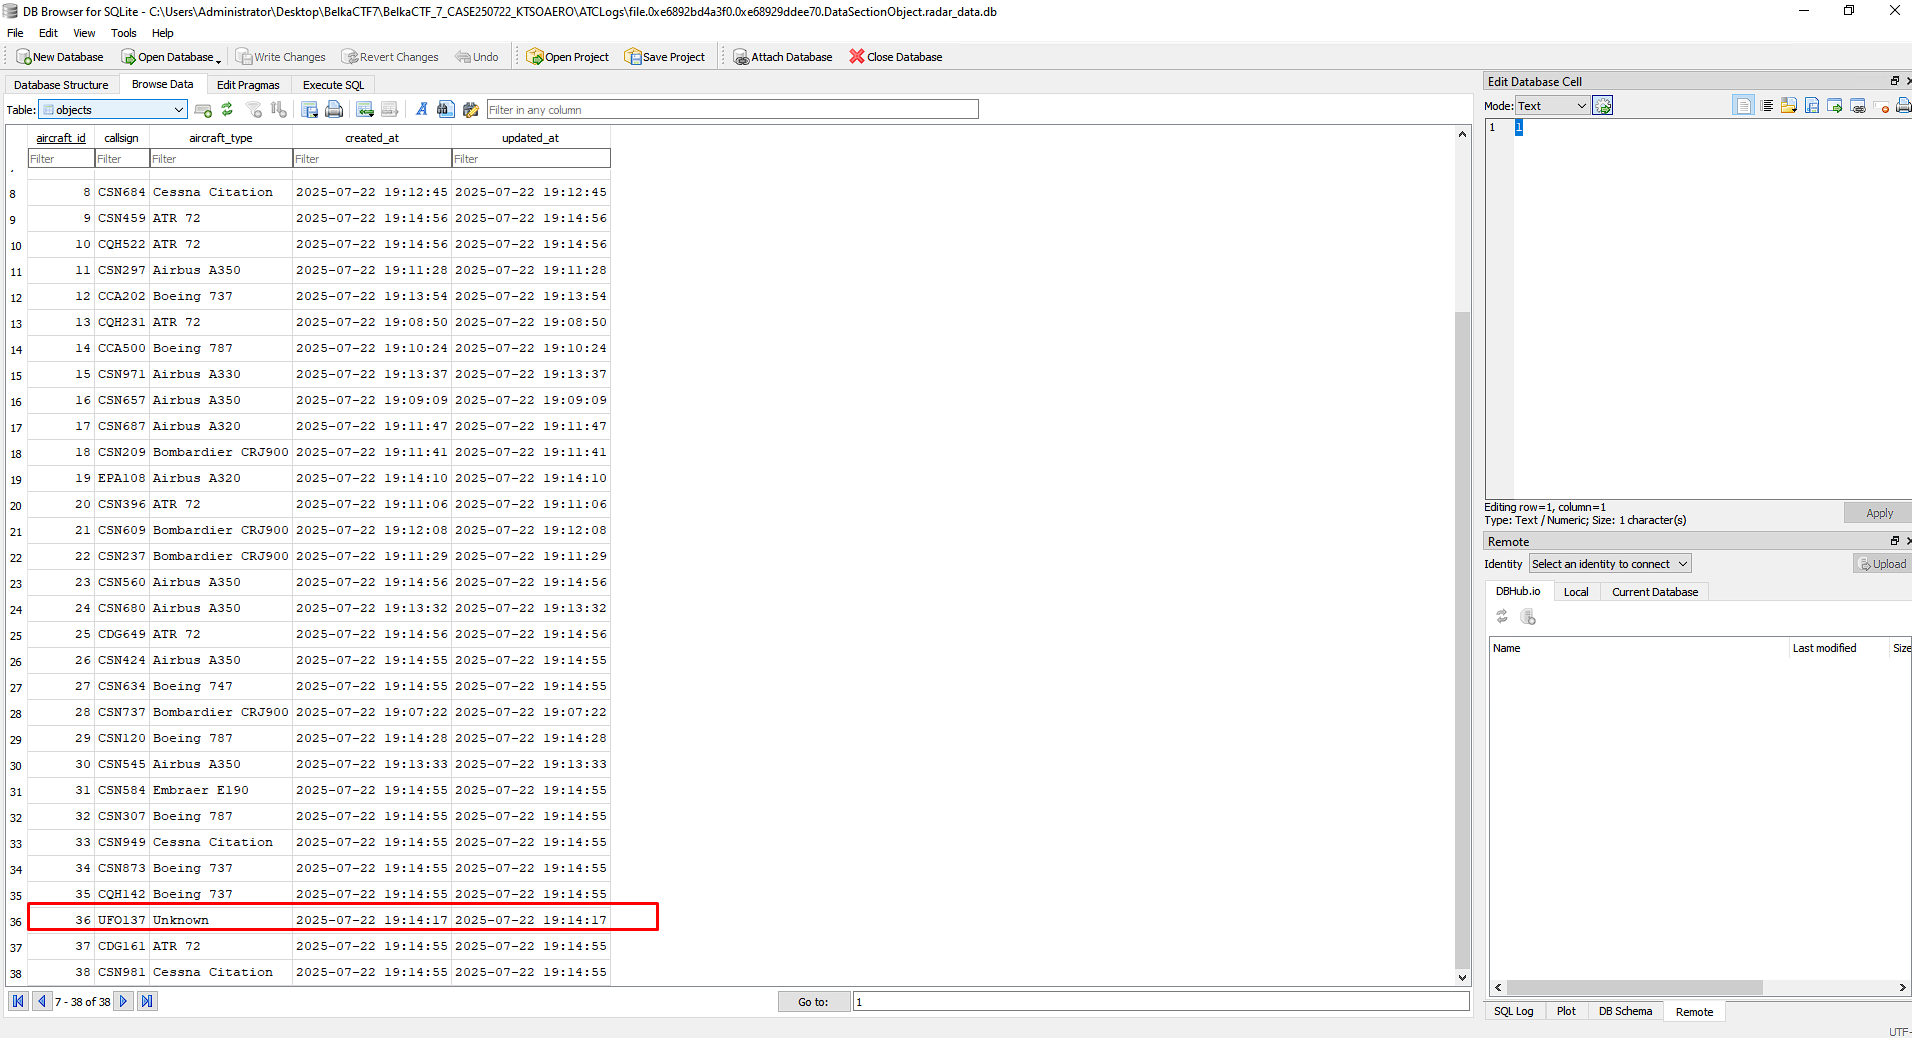 DB Browser for SQLite - C:\Users\Administrator\Desktop\BelkaCTF7\BelkaCTF_7_CASE250722_KTSOAERO\ATCLogs\file.0xe6892bd4a3f0.0xe68929ddee70.DataSectionObject.radar_data.db
File Edit View Tools Help
New Database Open Database Write Changes Revert Changes Undo Open Project Save Project Attach Database Close Database
Database Structure Browse Data Edit Pragmas Execute SQL
Table: objects Filter in any column
aircraft_id callsign aircraft_type created_at updated_at
Filter Filter Filter Filter Filter
8 8 CSN684 Cessna Citation 2025-07-22 19:12:45 2025-07-22 19:12:45
9 9 CSN459 ATR 72 2025-07-22 19:14:56 2025-07-22 19:14:56
10 10 CQH522 ATR 72 2025-07-22 19:14:56 2025-07-22 19:14:56
11 11 CSN297 Airbus A350 2025-07-22 19:11:28 2025-07-22 19:11:28
12 12 CCA202 Boeing 737 2025-07-22 19:13:54 2025-07-22 19:13:54
13 13 CQH231 ATR 72 2025-07-22 19:08:50 2025-07-22 19:08:50
14 14 CCA500 Boeing 787 2025-07-22 19:10:24 2025-07-22 19:10:24
15 15 CSN971 Airbus A330 2025-07-22 19:13:37 2025-07-22 19:13:37
16 16 CSN657 Airbus A350 2025-07-22 19:09:09 2025-07-22 19:09:09
17 17 CSN687 Airbus A320 2025-07-22 19:11:47 2025-07-22 19:11:47
18 18 CSN209 Bombardier CRJ900 2025-07-22 19:11:41 2025-07-22 19:11:41
19 19 EPA108 Airbus A320 2025-07-22 19:14:10 2025-07-22 19:14:10
20 20 CSN396 ATR 72 2025-07-22 19:11:06 2025-07-22 19:11:06
21 21 CSN609 Bombardier CRJ900 2025-07-22 19:12:08 2025-07-22 19:12:08
22 22 CSN237 Bombardier CRJ900 2025-07-22 19:11:29 2025-07-22 19:11:29
23 23 CSN560 Airbus A350 2025-07-22 19:14:56 2025-07-22 19:14:56
24 24 CSN680 Airbus A350 2025-07-22 19:13:32 2025-07-22 19:13:32
25 25 CDG649 ATR 72 2025-07-22 19:14:56 2025-07-22 19:14:56
26 26 CSN424 Airbus A350 2025-07-22 19:14:55 2025-07-22 19:14:55
27 27 CSN634 Boeing 747 2025-07-22 19:14:55 2025-07-22 19:14:55
28 28 CSN737 Bombardier CRJ900 2025-07-22 19:07:22 2025-07-22 19:07:22
29 29 CSN120 Boeing 787 2025-07-22 19:14:28 2025-07-22 19:14:28
30 30 CSN545 Airbus A350 2025-07-22 19:13:33 2025-07-22 19:13:33
31 31 CSN584 Embraer E190 2025-07-22 19:14:55 2025-07-22 19:14:55
32 32 CSN307 Boeing 787 2025-07-22 19:14:55 2025-07-22 19:14:55
33 33 CSN949 Cessna Citation 2025-07-22 19:14:55 2025-07-22 19:14:55
34 34 CSN873 Boeing 737 2025-07-22 19:14:55 2025-07-22 19:14:55
35 35 CQH142 Boeing 737 2025-07-22 19:14:55 2025-07-22 19:14:55
36 36 UFO137 Unknown 2025-07-22 19:14:17 2025-07-22 19:14:17
37 37 CDG161 ATR 72 2025-07-22 19:14:55 2025-07-22 19:14:55
38 38 CSN981 Cessna Citation 2025-07-22 19:14:55 2025-07-22 19:14:55
7 - 38 of 38 Go to: 1
Edit Database Cell
Mode: Text
1 1
Editing row=1, column=1
Type: Text / Numeric; Size: 1 character(s)
Apply
Remote
Identity Select an identity to connect Upload
DBHub.io Local Current Database
Name Last modified Size
SQL Log Plot DB Schema Remote
UTF-